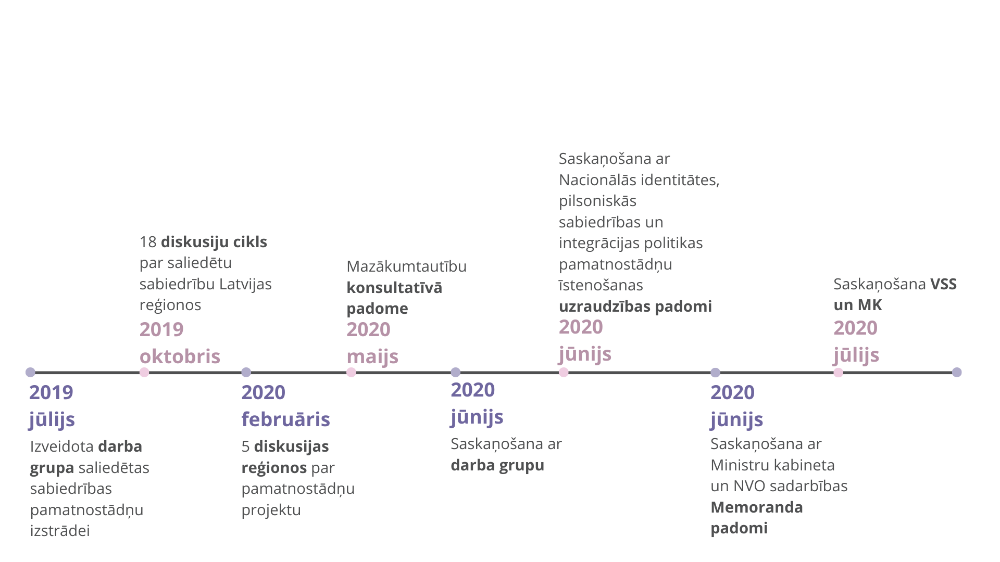 Saskaņošana ar
Nacionālās identitātes,
pilsoniskās
sabiedrības un
integrācijas politikas
pamatnostādņu
īstenošanas
uzraudzības padomi
2020
jūnijs
18 diskusiju cikls
par saliedētu
sabiedrību Latvijas
reģionos
2019
oktobris
Mazākumtautību
konsultatīvā
padome
2020
maijs
Saskaņošana VSS
un MK
2020
jūlijs
2019
jūlijs
Izveidota darba
grupa saliedētas
sabiedrības
pamatnostādņu
izstrādei
2020
februāris
5 diskusijas
reģionos par
pamatnostādņu
projektu
2020
jūnijs
Saskaņošana ar
darba grupu
2020
jūnijs
Saskaņošana ar
Ministru kabineta
un NVO sadarbības
Memoranda
padomi